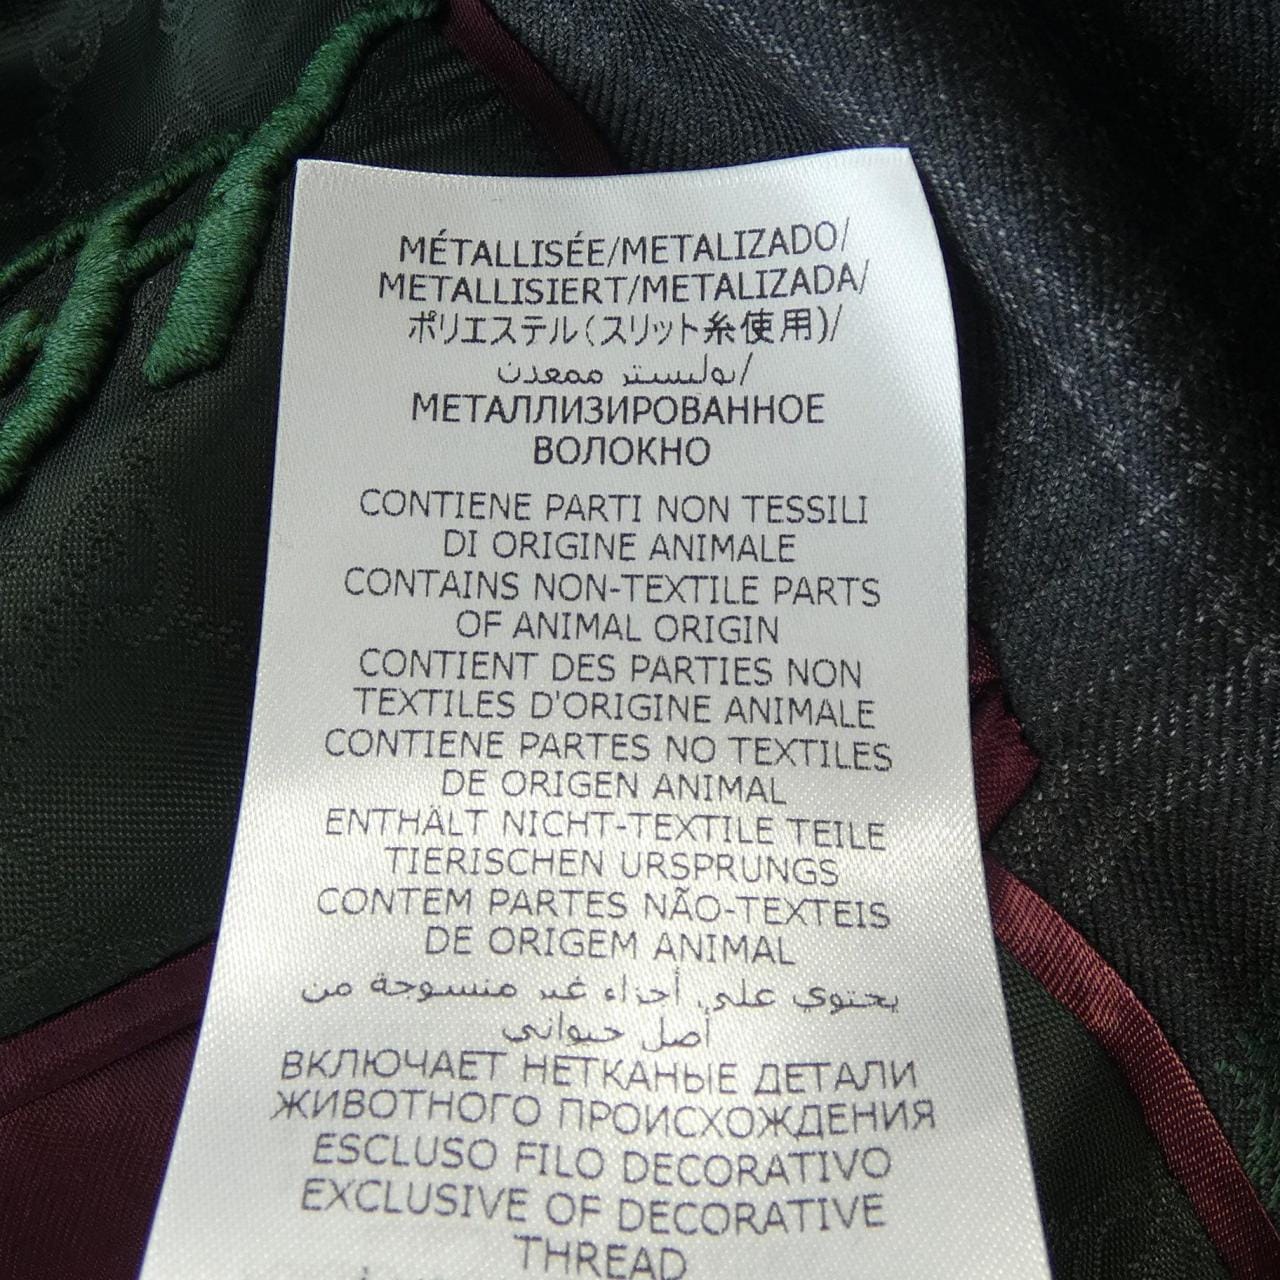 MÉTALLISÉE/METALIZADO/
METALLISIERT/METALIZADA/
ポリエステル(スリット糸使用)/
بوليستر ممعدن/
МЕТАЛЛИЗИРОВАННОЕ
ВОЛОКНО
CONTIENE PARTI NON TESSILI
DI ORIGINE ANIMALE
CONTAINS NON-TEXTILE PARTS
OF ANIMAL ORIGIN
CONTIENT DES PARTIES NON
TEXTILES D'ORIGINE ANIMALE
CONTIENE PARTES NO TEXTILES
DE ORIGEN ANIMAL
ENTHÄLT NICHT-TEXTILE TEILE
TIERISCHEN URSPRUNGS
CONTEM PARTES NÃO-TEXTEIS
DE ORIGEM ANIMAL
يحتوي على أجزاء غير منسوجة من
أصل حيواني
ВКЛЮЧАЕТ НЕТКАНЫЕ ДЕТАЛИ
ЖИВОТНОГО ПРОИСХОЖДЕНИЯ
ESCLUSO FILO DECORATIVO
EXCLUSIVE OF DECORATIVE
THREAD